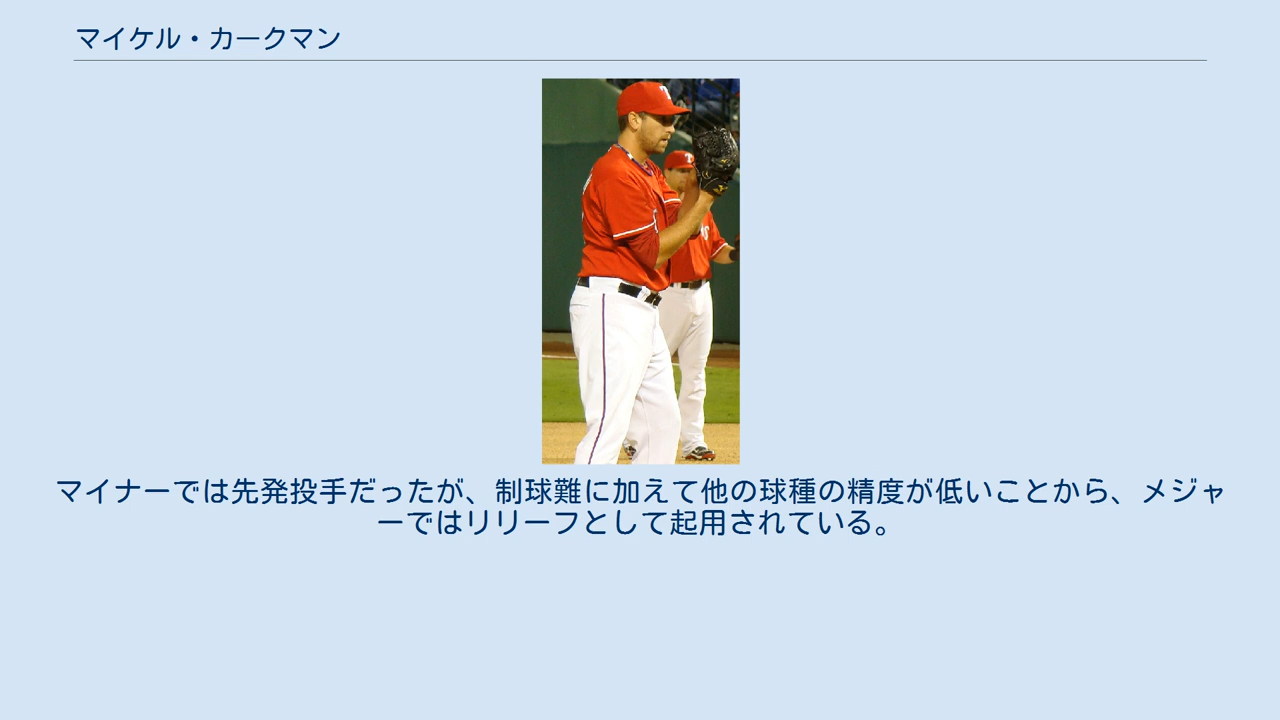 マイケル・カークマン
T
T
マイナーでは先発投手だったが、制球難に加えて他の球種の精度が低いことから、メジャ
ーではリリーフとして起用されている。